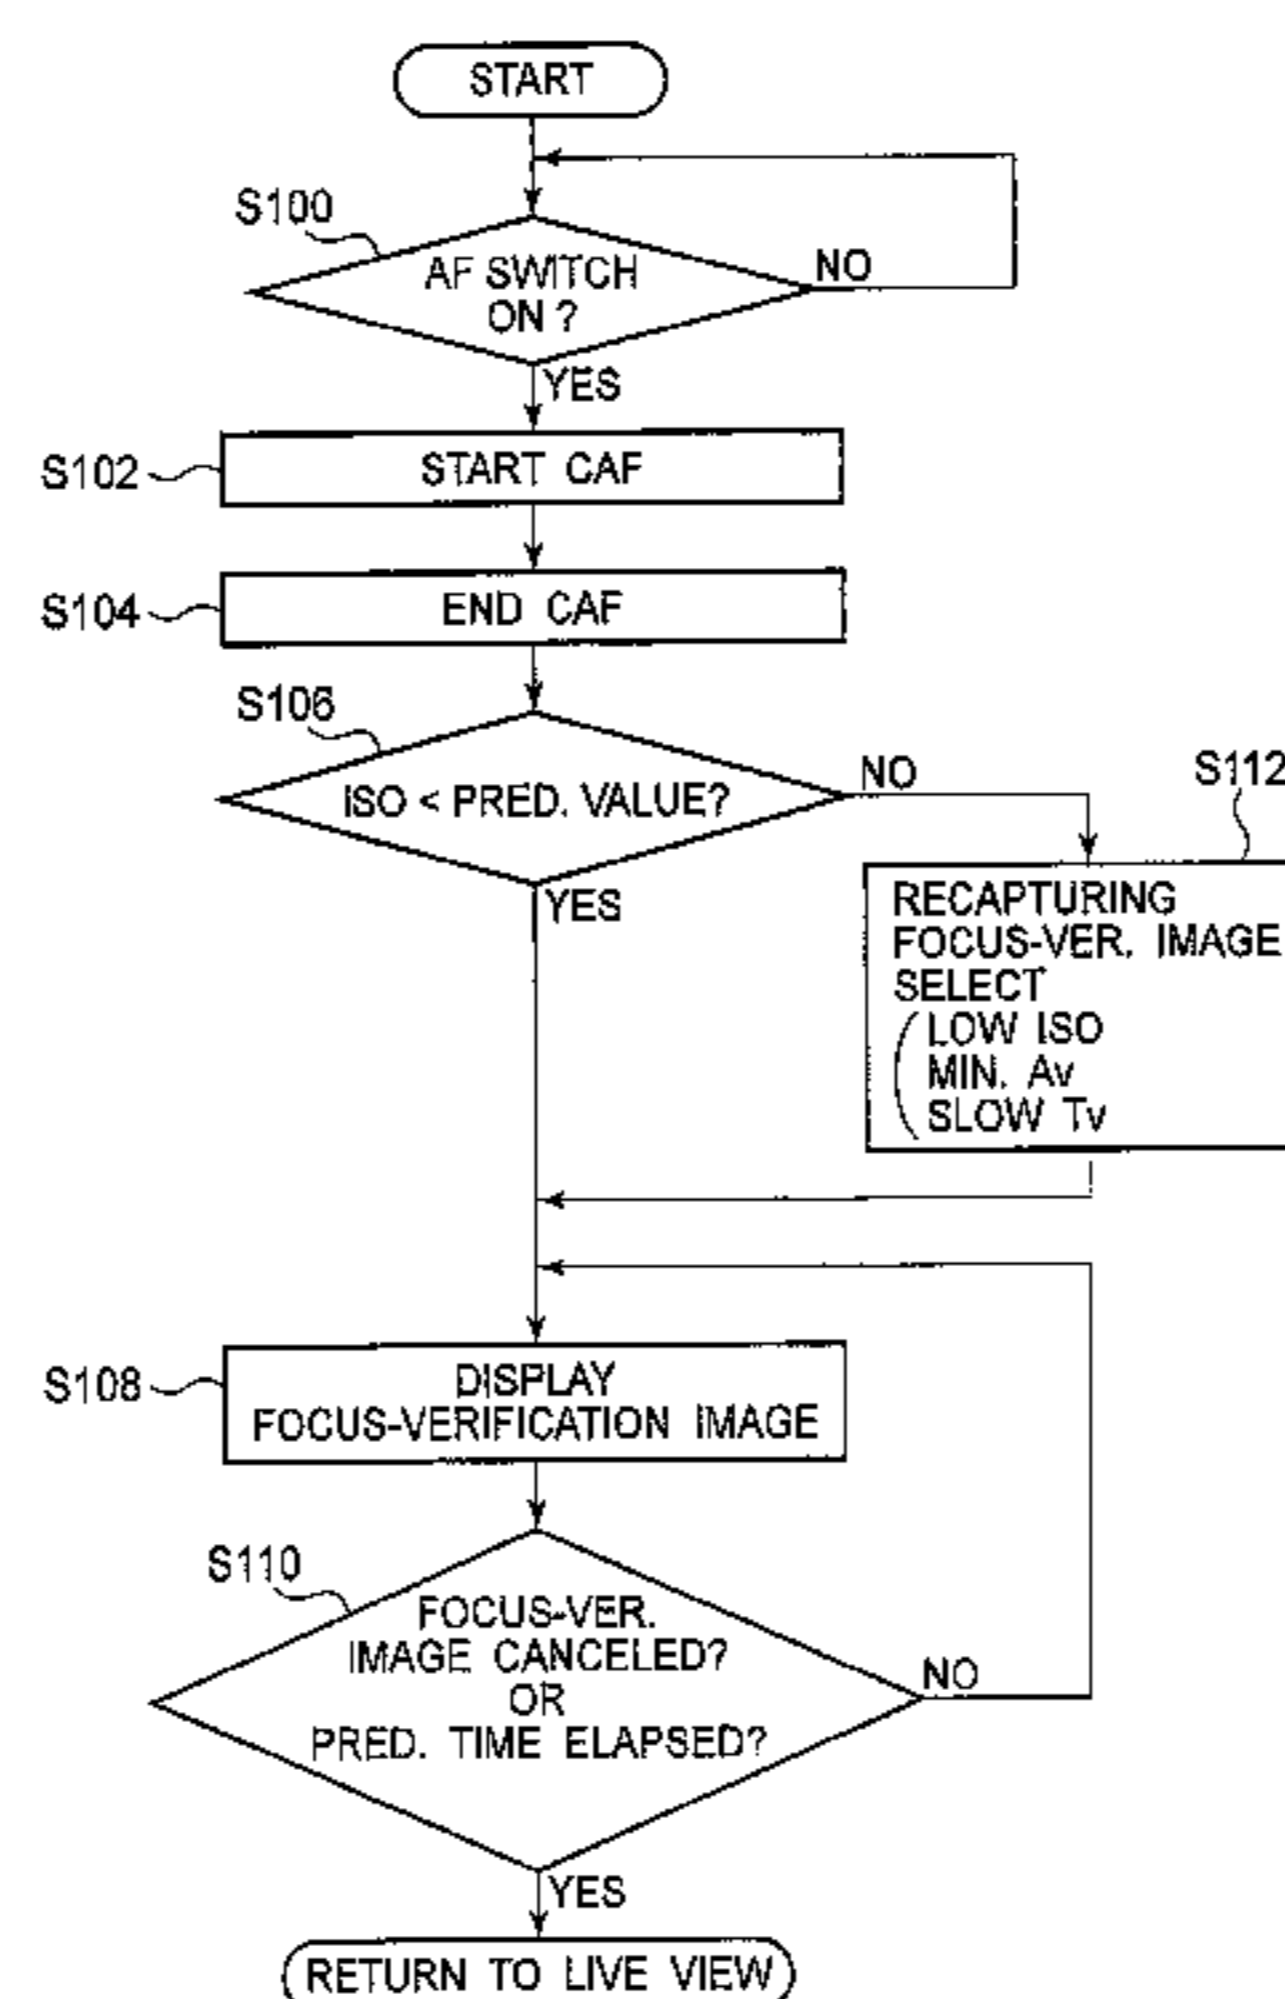 START
S100
AF SWITCH
ON ?
NO
YES
S102
START CAF
S104
END CAF
S106
ISO < PRED. VALUE?
NO
YES
S112
RECAPTURING
FOCUS-VER. IMAGE
SELECT
LOW ISO
MIN. Av
SLOW Tv
S108
DISPLAY
FOCUS-VERIFICATION IMAGE
S110
FOCUS-VER.
IMAGE CANCELED?
OR
PRED. TIME ELAPSED?
NO
YES
RETURN TO LIVE VIEW